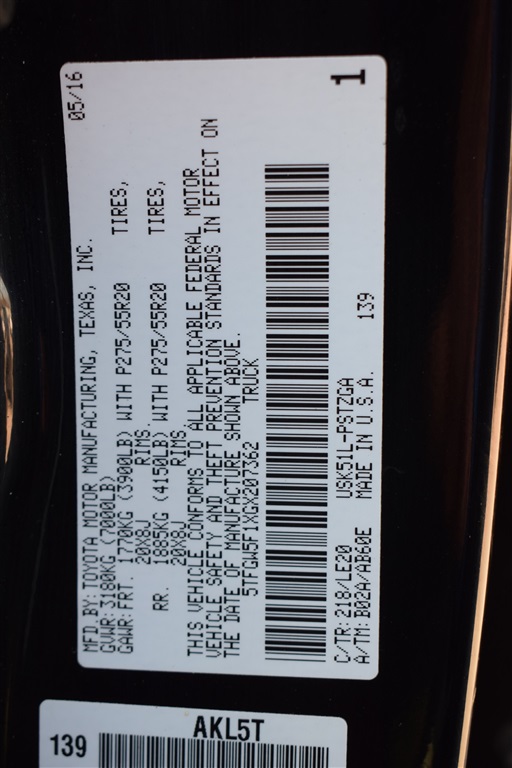 MFD.BY:TOYOTA MOTOR MANUFACTURING, TEXAS, INC. 05/16
GVWR:3180KG (7000LB)
GAWR:FRT. 1770KG (3900LB) WITH P275/55R20 TIRES,
20X8J RIMS.
RR. 1885KG (4150LB) WITH P275/55R20 TIRES,
20X8J RIMS,
THIS VEHICLE CONFORMS TO ALL APPLICABLE FEDERAL MOTOR
VEHICLE SAFETY AND THEFT PREVENTION STANDARDS IN EFFECT ON
THE DATE OF MANUFACTURE SHOWN ABOVE.
5TFGW5F1XGX207362 TRUCK
1
C/TR:218/LE20 USK51L-PSTZGA
A/TM:B02A/AB60E MADE IN U.S.A. 139
139
AKL5T